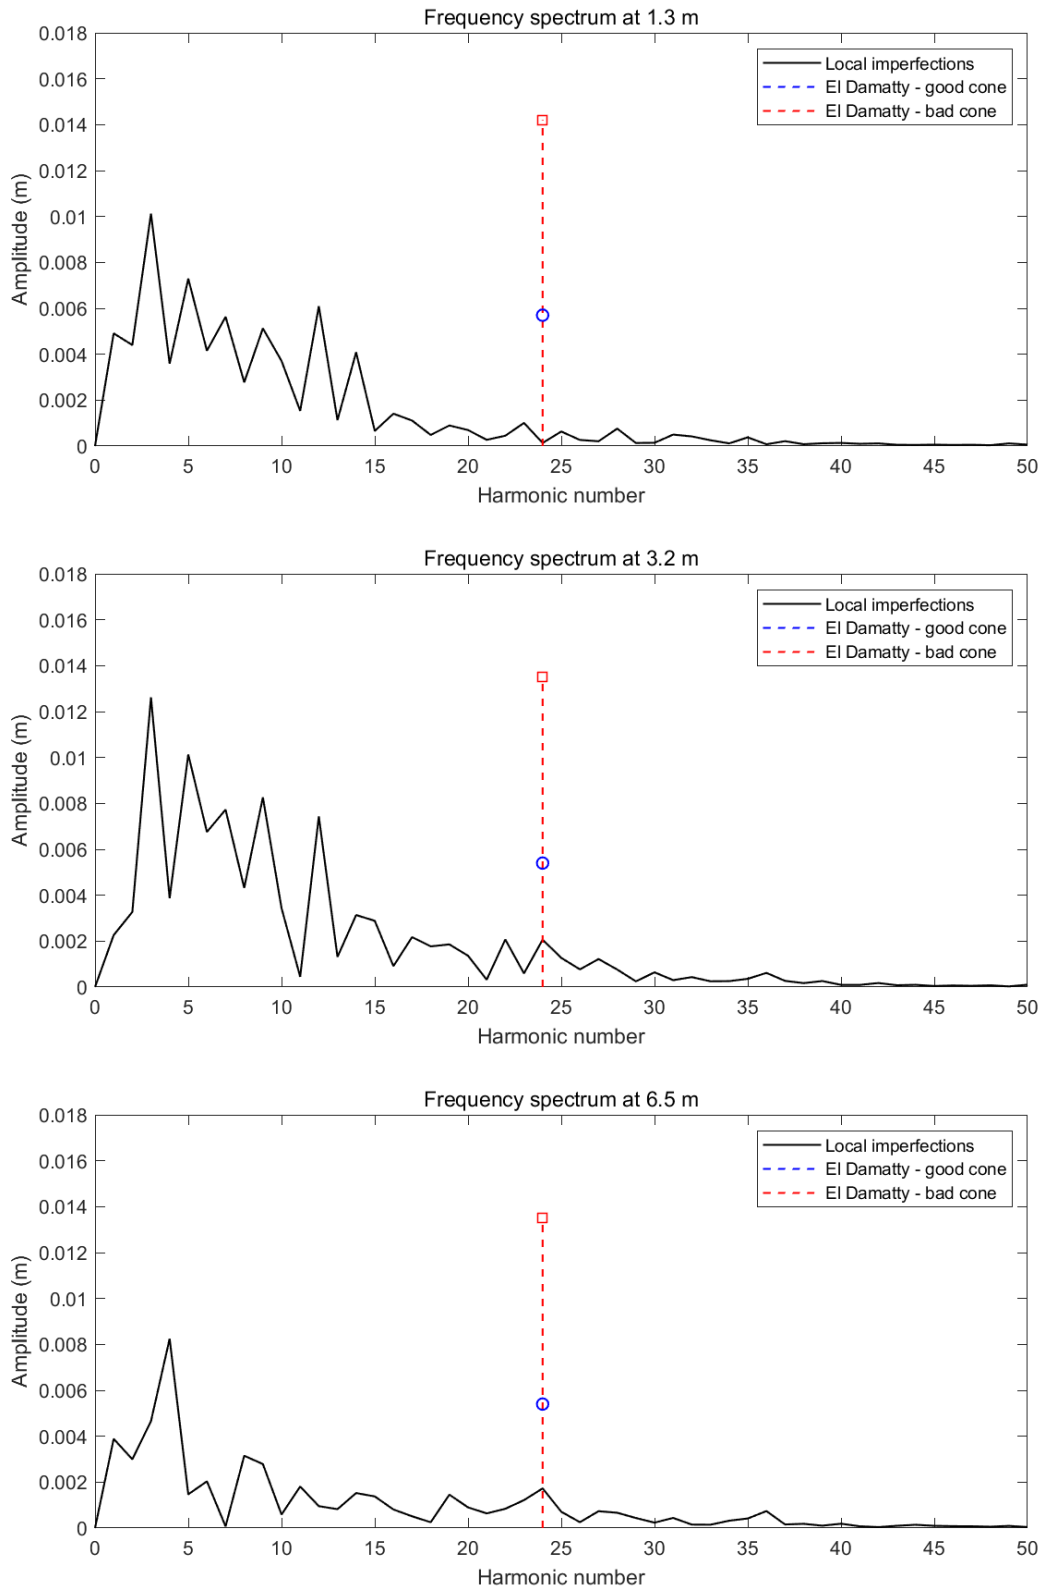 Frequency spectrum at 1.3 m
0.018
0.016
0.014
0.012
0.01
0.008
0.006
0.004
0.002
0
Amplitude (m)
Local imperfections
El Damatty - good cone
El Damatty - bad cone
0 5 10 15 20 25 30 35 40 45 50
Harmonic number
Frequency spectrum at 3.2 m
0.018
0.016
0.014
0.012
0.01
0.008
0.006
0.004
0.002
0
Amplitude (m)
Local imperfections
El Damatty - good cone
El Damatty - bad cone
0 5 10 15 20 25 30 35 40 45 50
Harmonic number
Frequency spectrum at 6.5 m
0.018
0.016
0.014
0.012
0.01
0.008
0.006
0.004
0.002
0
Amplitude (m)
Local imperfections
El Damatty - good cone
El Damatty - bad cone
0 5 10 15 20 25 30 35 40 45 50
Harmonic number